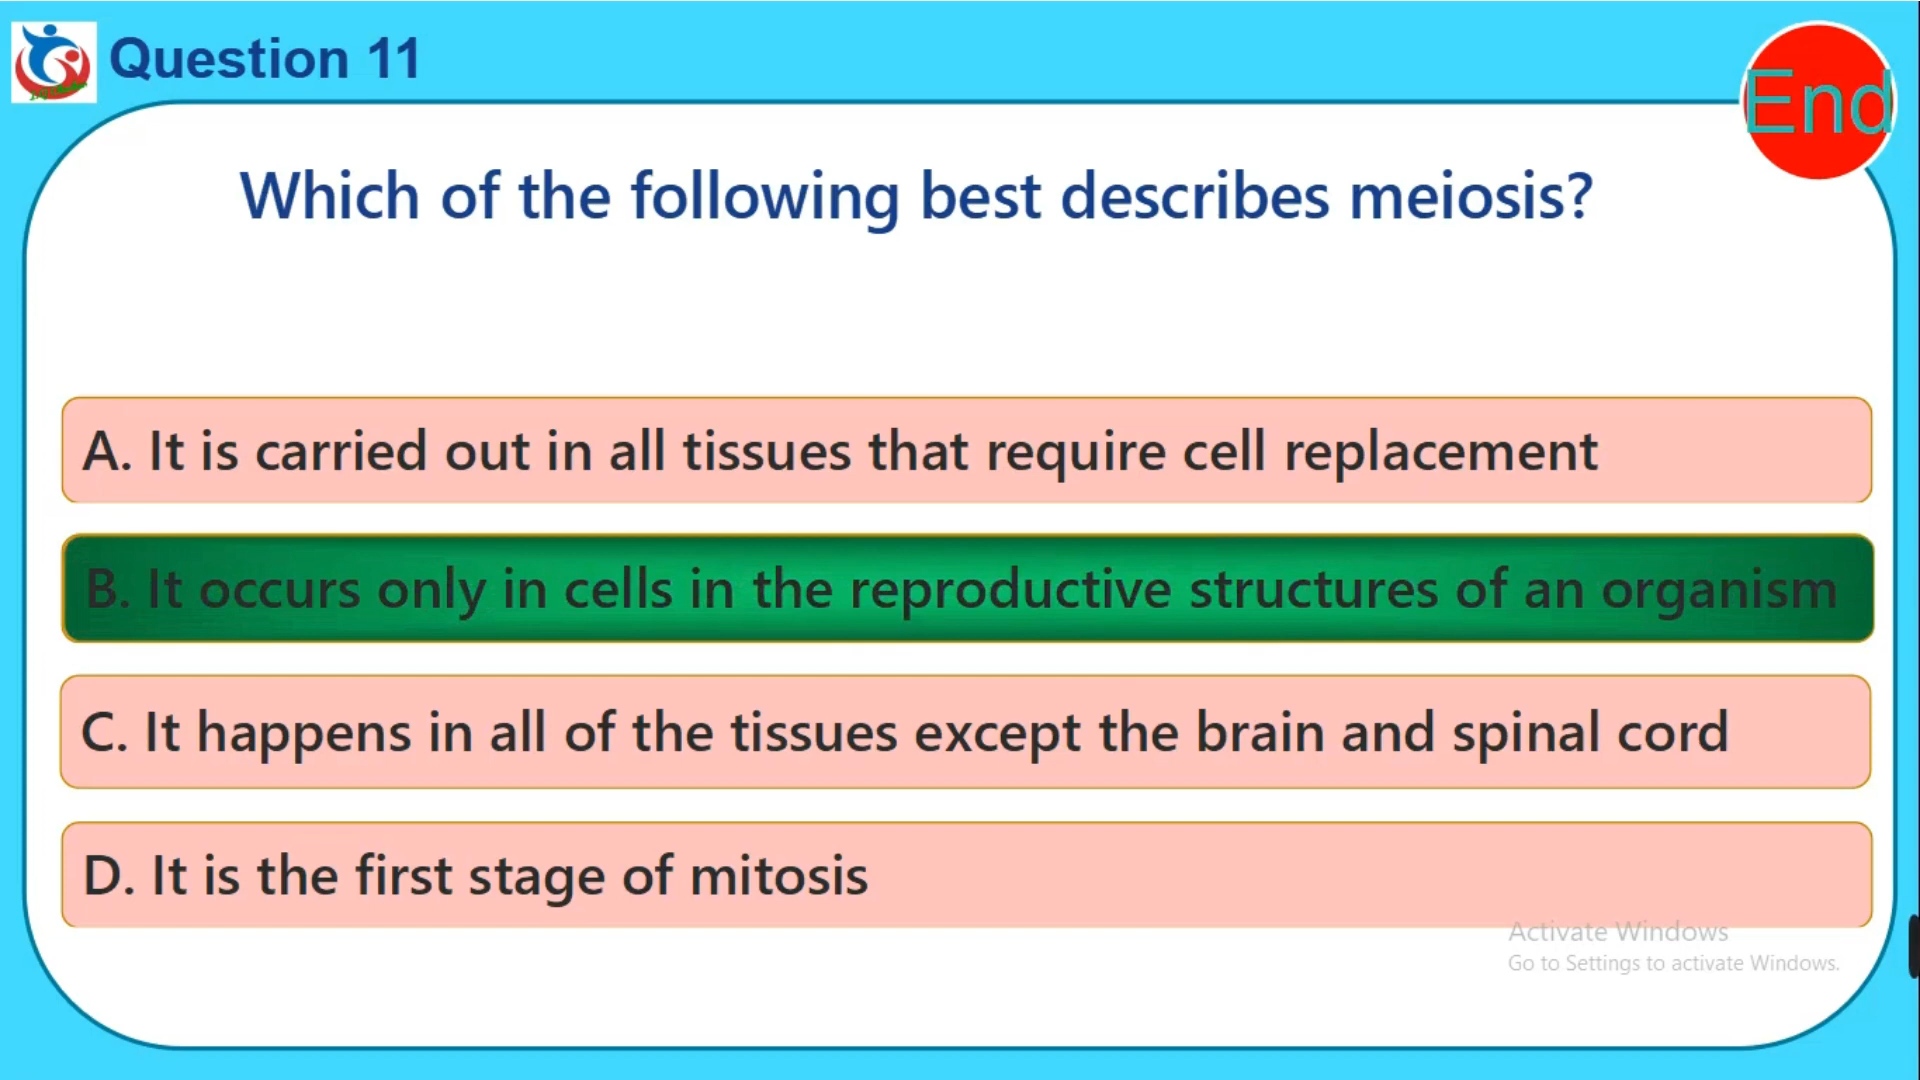 Question 11
End
Which of the following best describes meiosis?
A. It is carried out in all tissues that require cell replacement
B. It occurs only in cells in the reproductive structures of an organism
C. It happens in all of the tissues except the brain and spinal cord
D. It is the first stage of mitosis
Activate Windows
Go to Settings to activate Windows.